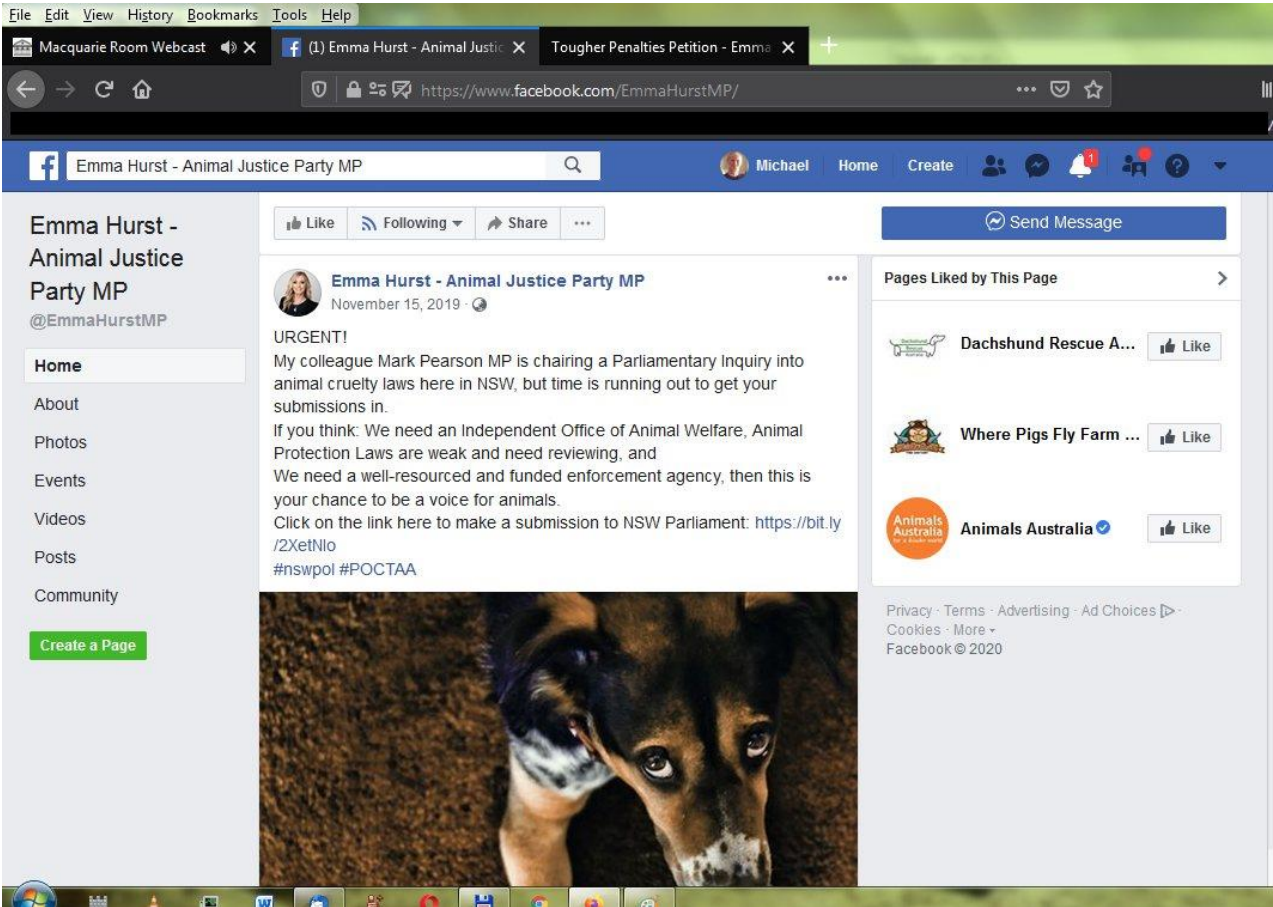 File Edit View History Bookmarks Tools Help
Macquarie Room Webcast
(1) Emma Hurst - Animal Justic
Tougher Penalties Petition - Emma
https://www.facebook.com/EmmaHurstMP/
Emma Hurst - Animal Justice Party MP
Michael Home Create 1
Emma Hurst -
Animal Justice
Party MP
@EmmaHurstMP
Home
About
Photos
Events
Videos
Posts
Community
Create a Page
Like Following Share ...
Send Message
Emma Hurst - Animal Justice Party MP
November 15, 2019 ·
URGENT!
My colleague Mark Pearson MP is chairing a Parliamentary Inquiry into
animal cruelty laws here in NSW, but time is running out to get your
submissions in.
If you think: We need an Independent Office of Animal Welfare, Animal
Protection Laws are weak and need reviewing, and
We need a well-resourced and funded enforcement agency, then this is
your chance to be a voice for animals.
Click on the link here to make a submission to NSW Parliament: https://bit.ly
/2XetNlo
#nswpol #POCTAA
Pages Liked by This Page
Dachshund Rescue A... Like
Where Pigs Fly Farm ... Like
Animals
Australia
Animals Australia Like
Privacy · Terms · Advertising · Ad Choices ·
Cookies · More
Facebook © 2020